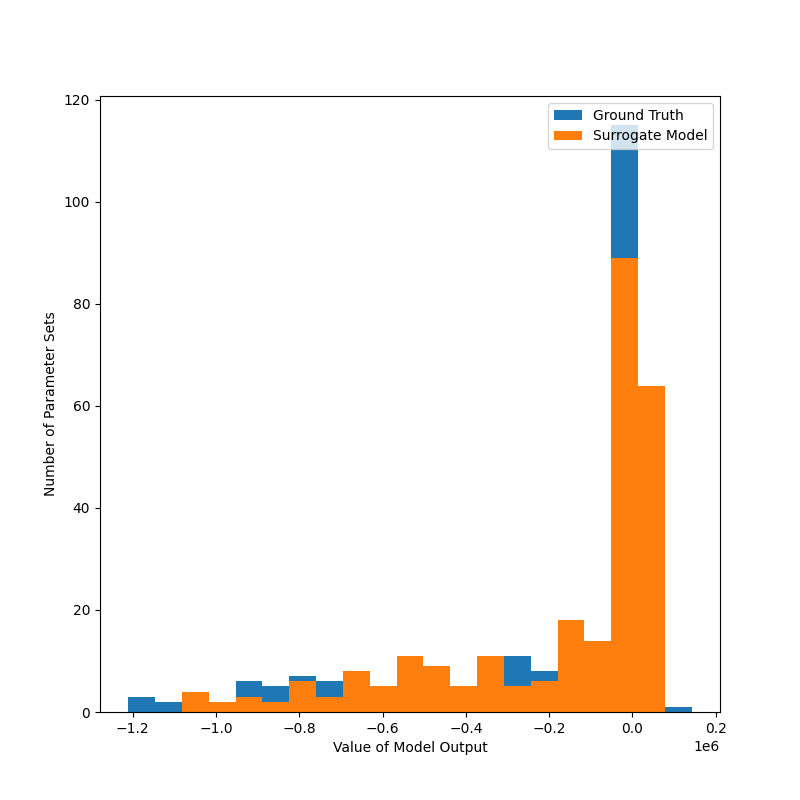 Ground Truth
Surrogate Model
120
100
80
60
40
20
0
Number of Parameter Sets
−1.2 −1.0 −0.8 −0.6 −0.4 −0.2 0.0 0.2
1e6
Value of Model Output